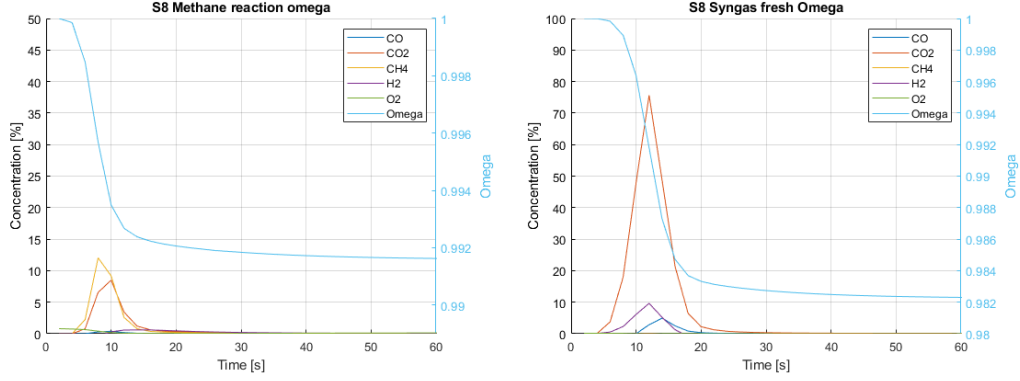 S8 Methane reaction omega
50
45
40
35
30
25
20
15
10
5
0
Concentration [%]
CO
CO2
CH4
H2
O2
Omega
1
0.998
0.996
0.994
0.992
0.99
Omega
0 10 20 30 40 50 60
Time [s]
S8 Syngas fresh Omega
100
90
80
70
60
50
40
30
20
10
0
Concentration [%]
CO
CO2
CH4
H2
O2
Omega
1
0.998
0.996
0.994
0.992
0.99
0.988
0.986
0.984
0.982
0.98
Omega
0 10 20 30 40 50 60
Time [s]